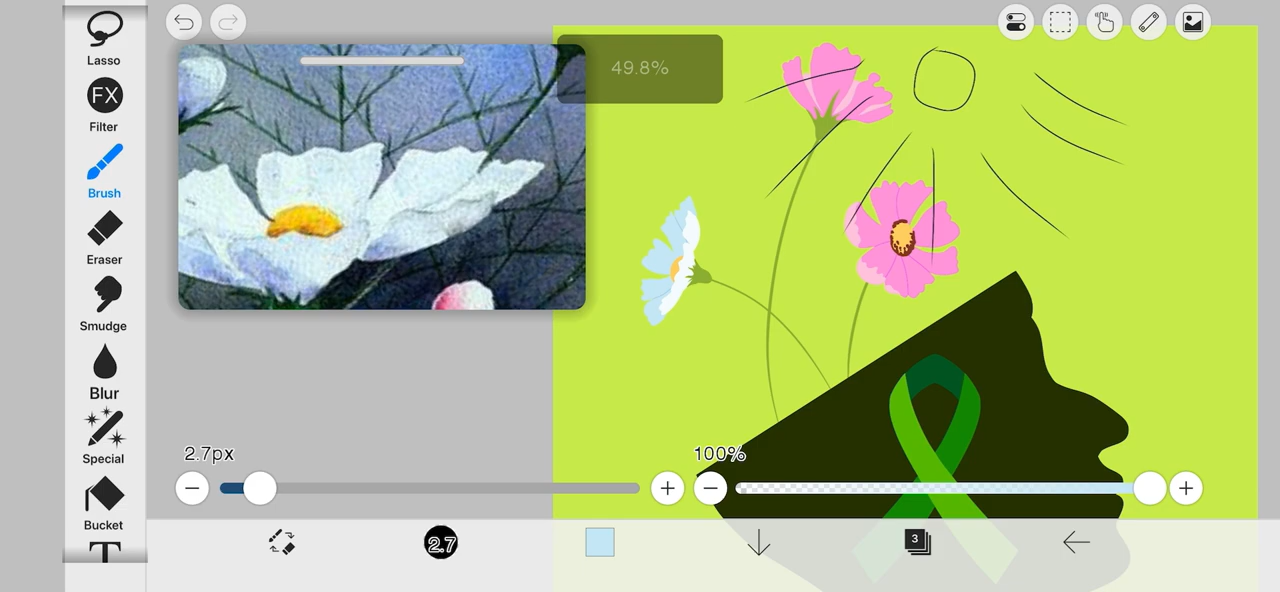 Lasso
FX
Filter
Brush
Eraser
Smudge
Blur
Special
Bucket
T
49.8%
2.7px
100%
2.7
3